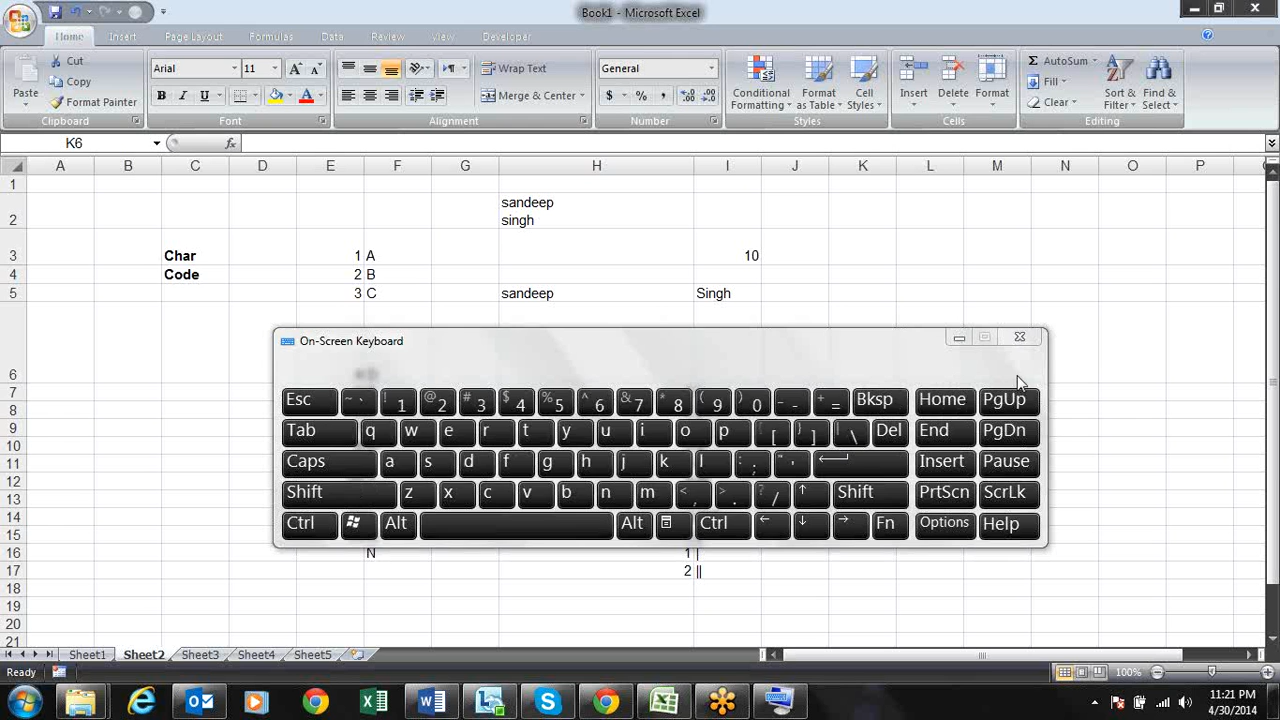 Book1 - Microsoft Excel
Home Insert Page Layout Formulas Data Review View Developer
Paste Cut Copy Format Painter
Arial 11 B I U
Wrap Text Merge & Center
General $ % ,
Conditional Formatting Format as Table Cell Styles
Insert Delete Format
Σ AutoSum Fill Clear Sort & Filter Find & Select
Clipboard Font Alignment Number Styles Cells Editing
K6 fx
A B C D E F G H I J K L M N O P
1
sandeep
2 singh
3 Char 1 A 10
4 Code 2 B
5 3 C sandeep Singh
On-Screen Keyboard
6
7
Esc ~ ` ! 1 @ 2 # 3 $ 4 % 5 ^ 6 & 7 * 8 ( 9 ) 0 - - + = Bksp Home PgUp
8
9 Tab q w e r t y u i o p { [ } ] | \ Del End PgDn
10
11 Caps a s d f g h j k l : ; " ' Insert Pause
12
13 Shift z x c v b n m < , > . ? / ↑ Shift PrtScn ScrLk
14
15 Ctrl Alt Alt Ctrl ← ↓ → Fn Options Help
16 N 1 |
17 2 ||
18
19
20
21
Sheet1 Sheet2 Sheet3 Sheet4 Sheet5
Ready 100%
11:21 PM
4/30/2014